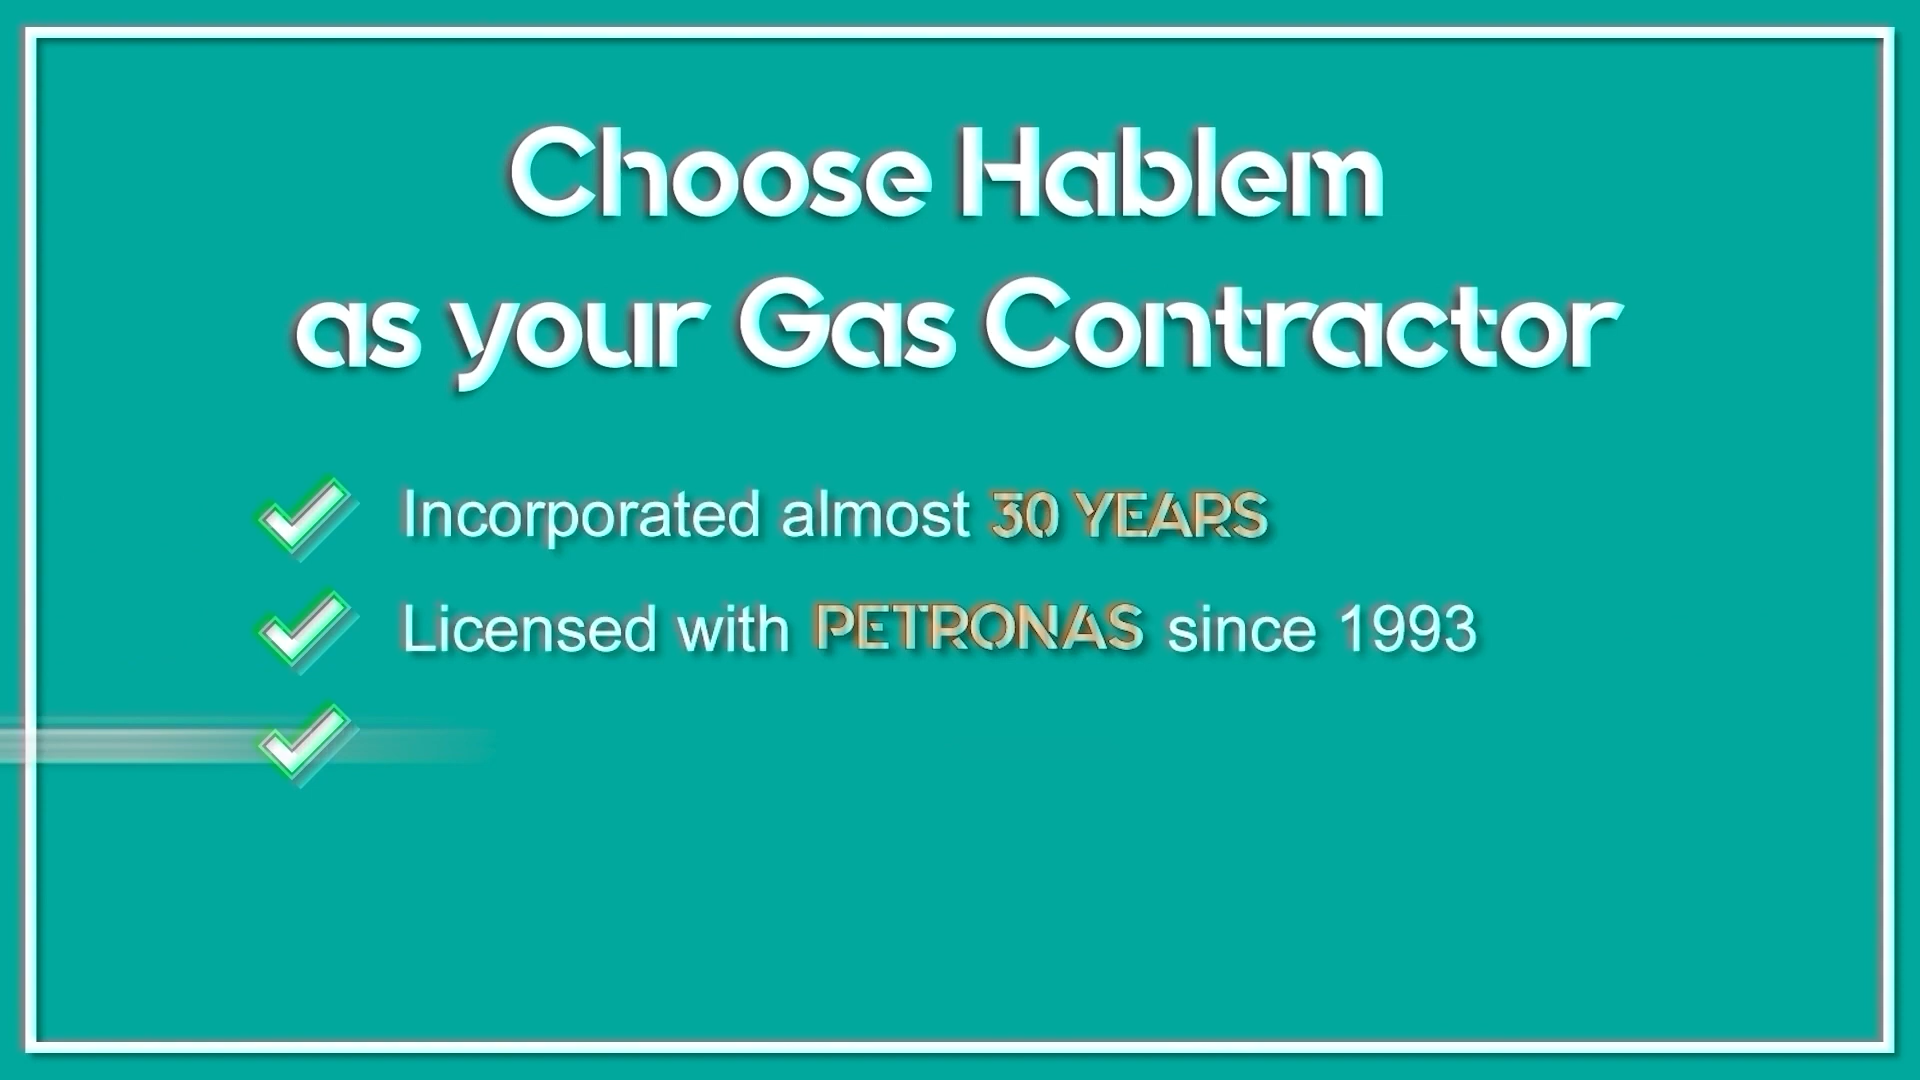 Choose Hablem
as your Gas Contractor
Incorporated almost 30 YEARS
Licensed with PETRONAS since 1993